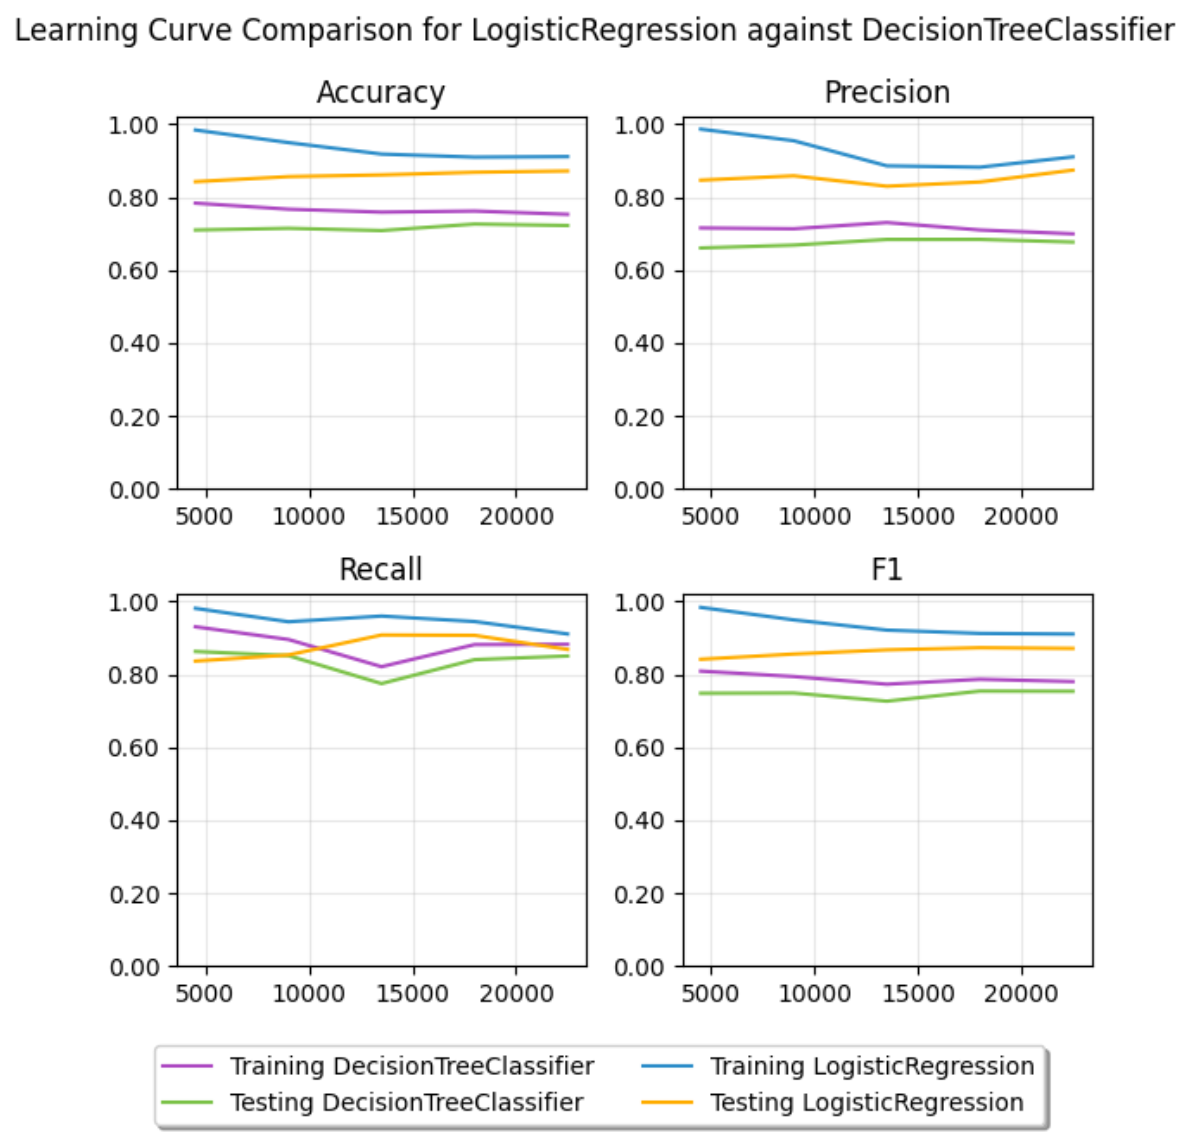 Learning Curve Comparison for LogisticRegression against DecisionTreeClassifier
Accuracy
1.00
0.80
0.60
0.40
0.20
0.00
5000 10000 15000 20000
Precision
1.00
0.80
0.60
0.40
0.20
0.00
5000 10000 15000 20000
Recall
1.00
0.80
0.60
0.40
0.20
0.00
5000 10000 15000 20000
F1
1.00
0.80
0.60
0.40
0.20
0.00
5000 10000 15000 20000
Training DecisionTreeClassifier
Testing DecisionTreeClassifier
Training LogisticRegression
Testing LogisticRegression